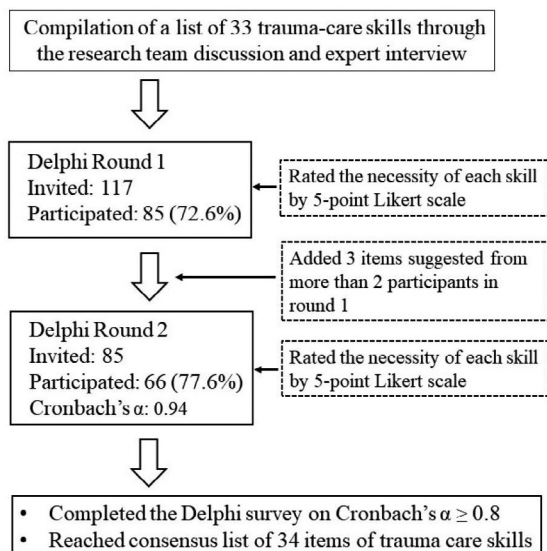 Compilation of a list of 33 trauma-care skills through
the research team discussion and expert interview
Delphi Round 1
Invited: 117
Participated: 85 (72.6%)
Rated the necessity of each skill
by 5-point Likert scale
Added 3 items suggested from
more than 2 participants in
round 1
Delphi Round 2
Invited: 85
Participated: 66 (77.6%)
Cronbach's α: 0.94
Rated the necessity of each skill
by 5-point Likert scale
• Completed the Delphi survey on Cronbach's α ≥ 0.8
• Reached consensus list of 34 items of trauma care skills